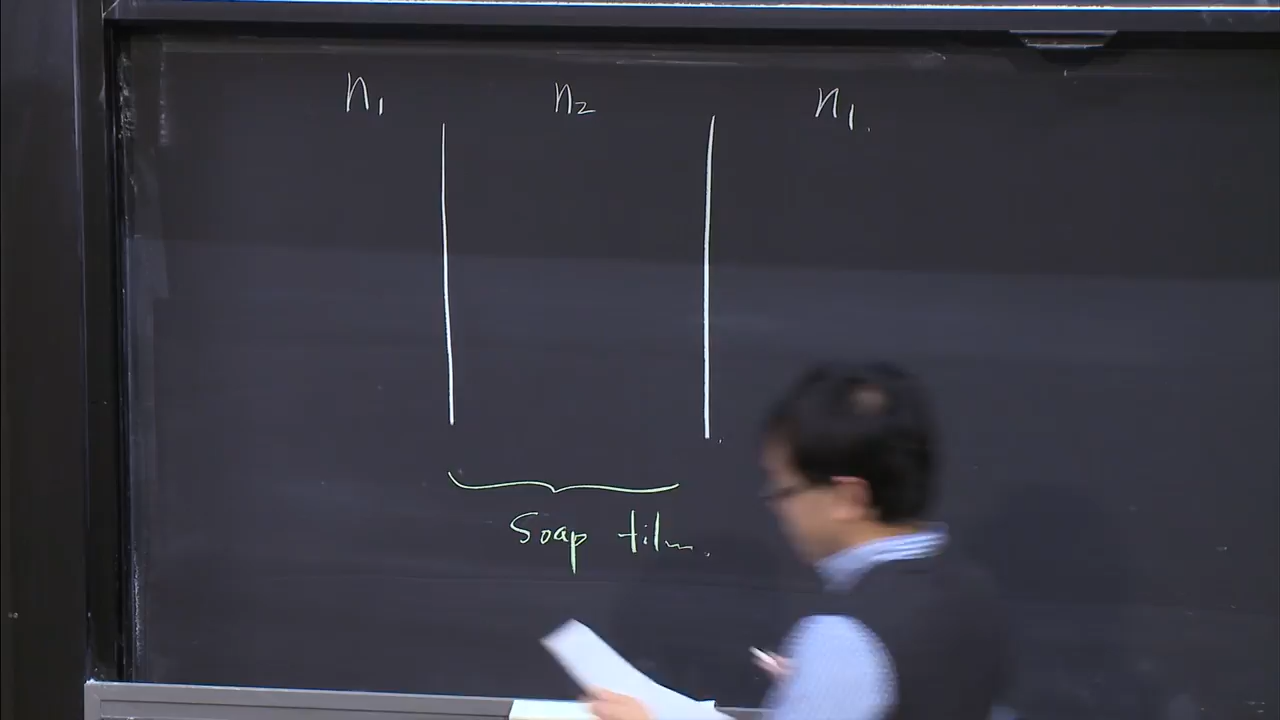 n₁ n₂ n₁.
Soap film.